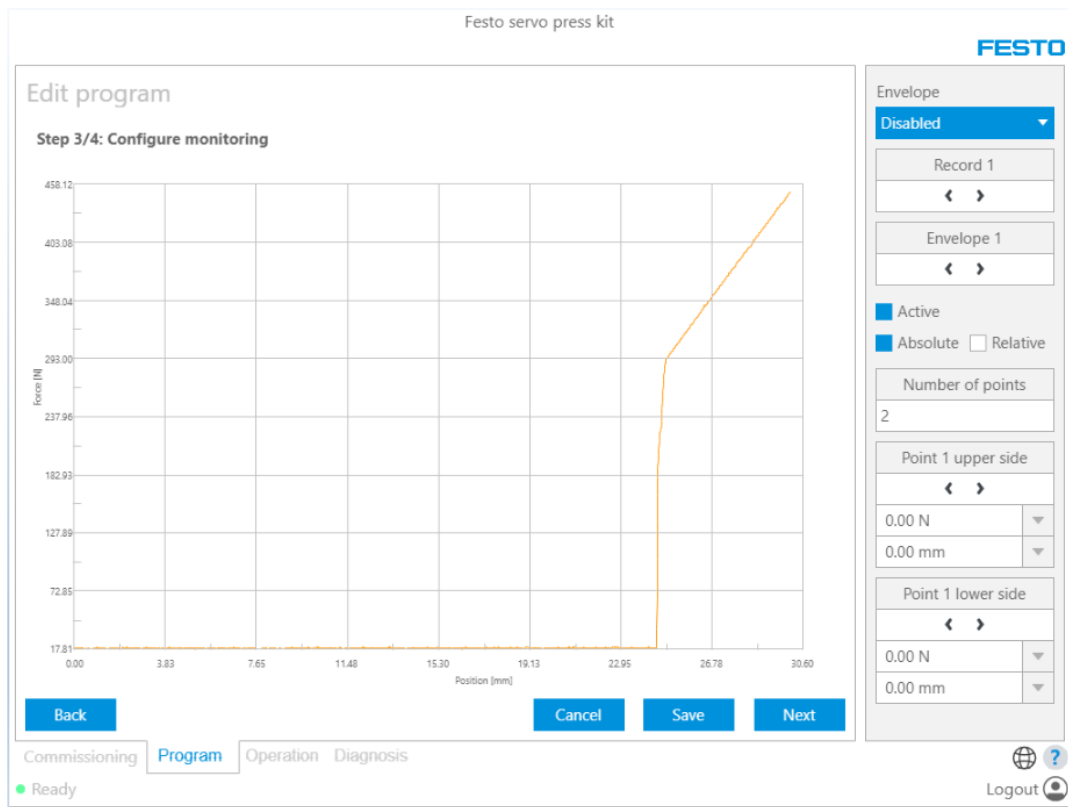 Festo servo press kit
FESTO
Edit program
Step 3/4: Configure monitoring
458.12
403.08
348.04
293.00
237.96
182.93
127.89
72.85
17.81
Force [N]
0.00 3.83 7.65 11.48 15.30 19.13 22.95 26.78 30.60
Position [mm]
Back Cancel Save Next
Envelope
Disabled
Record 1
Envelope 1
Active
Absolute Relative
Number of points
2
Point 1 upper side
0.00 N
0.00 mm
Point 1 lower side
0.00 N
0.00 mm
Commissioning Program Operation Diagnosis
?
Ready
Logout